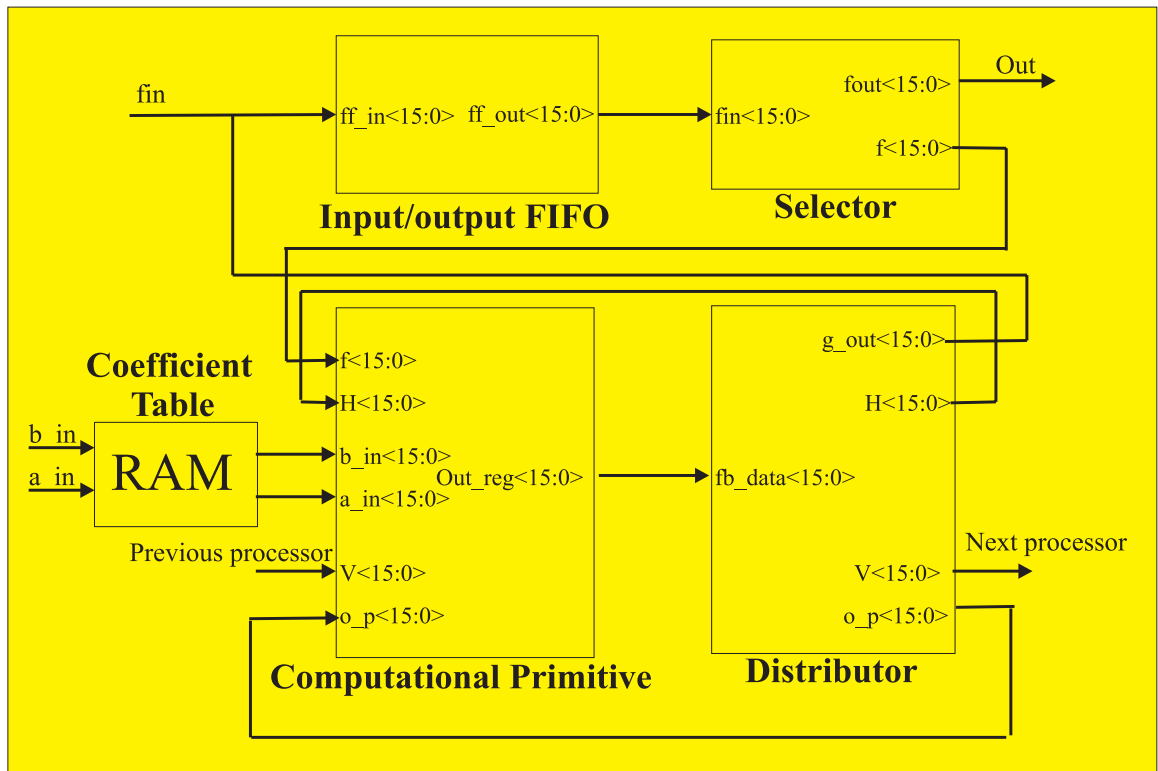 fin
ff_in<15:0>
ff_out<15:0>
Input/output FIFO
fin<15:0>
fout<15:0>
f<15:0>
Selector
Out
Coefficient
Table
b_in
a_in
RAM
Previous processor
f<15:0>
H<15:0>
b_in<15:0>
a_in<15:0>
Out_reg<15:0>
V<15:0>
o_p<15:0>
Computational Primitive
g_out<15:0>
H<15:0>
fb_data<15:0>
V<15:0>
o_p<15:0>
Distributor
Next processor